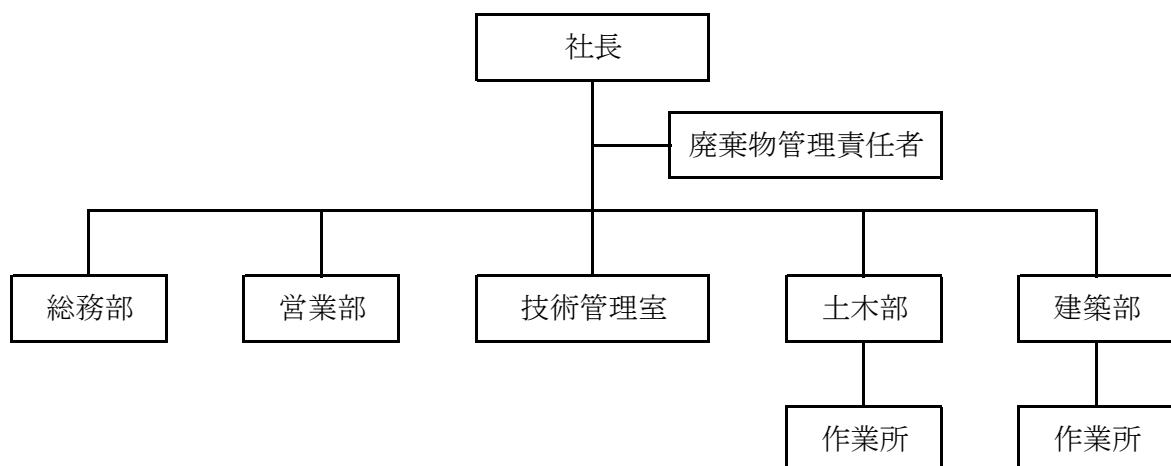 社長
廃棄物管理責任者
総務部
営業部
技術管理室
土木部
建築部
作業所
作業所